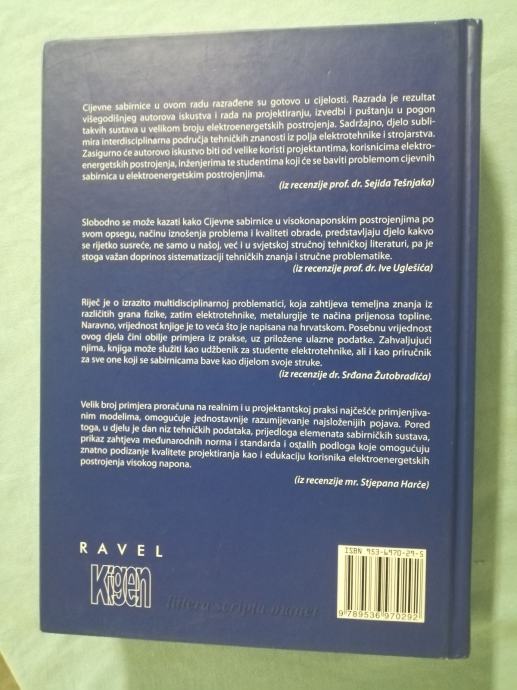 Cijevne sabirnice u ovom radu razrađene su gotovo u cijelosti. Razrada je rezultat
višegodišnjeg autorova iskustva i rada na projektiranju, izvedbi i puštanju u pogon
takvih sustava u velikom broju elektroenergetskih postrojenja. Sadržajno, djelo subli-
mira interdisciplinarna područja tehničkih znanosti iz polja elektrotehnike i strojarstva.
Zasigurno će autorovo iskustvo biti od velike koristi projektantima, korisnicima elektro-
energetskih postrojenja, inženjerima te studentima koji će se baviti problemom cijevnih
sabirnica u elektroenergetskim postrojenjima.
(iz recenzije prof. dr. Sejida Tešnjaka)
Slobodno se može kazati kako Cijevne sabirnice u visokonaponskim postrojenjima po
svom opsegu, načinu iznošenja problema i kvaliteti obrade, predstavljaju djelo kakvo
se rijetko susreće, ne samo u našoj, već i u svjetskoj stručnoj tehničkoj literaturi, pa je
stoga važan doprinos sistematizaciji tehničkih znanja i stručne problematike.
(iz recenzije prof. dr. Ive Uglešića)
Riječ je o izrazito multidisciplinarnoj problematici, koja zahtijeva temeljna znanja iz
različitih grana fizike, zatim elektrotehnike, metalurgije te načina prijenosa topline.
Naravno, vrijednost knjige je to veća što je napisana na hrvatskom. Posebnu vrijednost
ovog djela čini obilje primjera iz prakse, uz priložene ulazne podatke. Zahvaljujući
njima, knjiga može služiti kao udžbenik za studente elektrotehnike, ali i kao priručnik
za sve one koji se sabirnicama bave kao dijelom svoje struke.
(iz recenzije dr. Srđana Žutobradića)
Velik broj primjera proračuna na realnim i u projektantskoj praksi najčešće primjenjiva-
nim modelima, omogućuje jednostavnije razumijevanje najsloženijih pojava. Pored
toga, u djelu je dan niz tehničkih podataka, prijedloga elemenata sabirničkih sustava,
prikaz zahtjeva međunarodnih norma i standarda i ostalih podloga koje omogućuju
znatno podizanje kvalitete projektiranja kao i edukaciju korisnika elektroenergetskih
postrojenja visokog napona.
(iz recenzije mr. Stjepana Harče)
RAVEL
Kigen
littera scripta manet
ISBN 953-6970-29-5
9 789536 970292